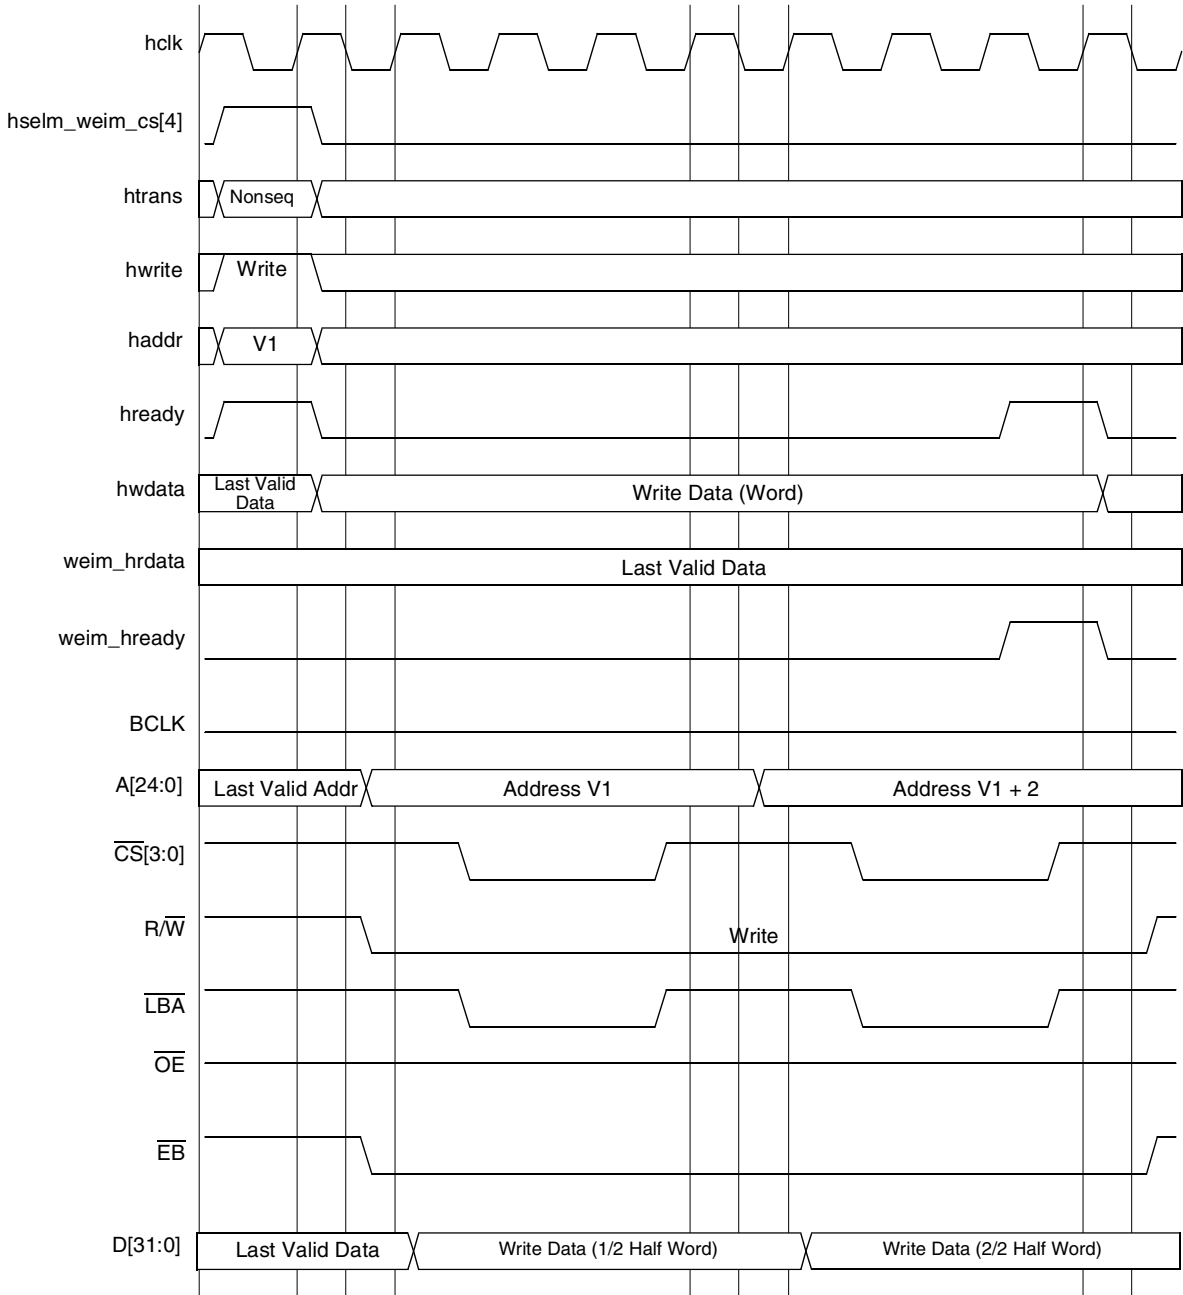 hclk
hselm_weim_cs[4]
htrans Nonseq
hwrite Write
haddr V1
hready
hwdata Last Valid Data Write Data (Word)
weim_hrdata Last Valid Data
weim_hready
BCLK
A[24:0] Last Valid Addr Address V1 Address V1 + 2
CS[3:0]
R/W Write
LBA
OE
EB
D[31:0] Last Valid Data Write Data (1/2 Half Word) Write Data (2/2 Half Word)